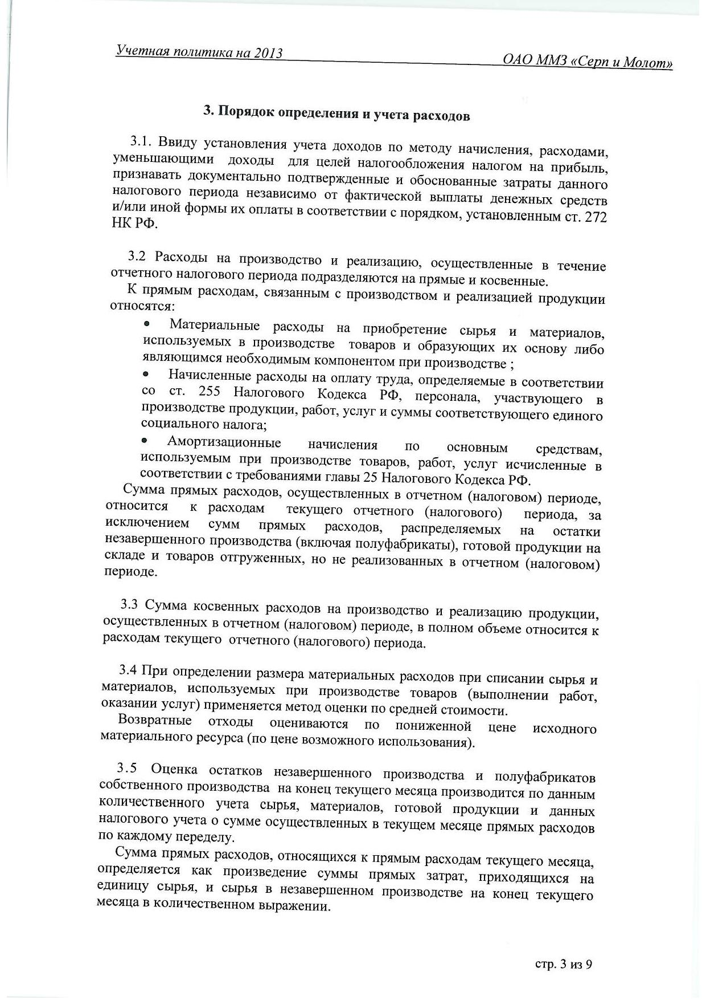 Учетная политика на 2013 ОАО ММЗ «Серп и Молот»
3. Порядок определения и учета расходов
3.1. Ввиду установления учета доходов по методу начисления, расходами,
уменьшающими доходы для целей налогообложения налогом на прибыль,
признавать документально подтвержденные и обоснованные затраты данного
налогового периода независимо от фактической выплаты денежных средств
и/или иной формы их оплаты в соответствии с порядком, установленным ст. 272
НК РФ.
3.2 Расходы на производство и реализацию, осуществленные в течение
отчетного налогового периода подразделяются на прямые и косвенные.
К прямым расходам, связанным с производством и реализацией продукции
относятся:
• Материальные расходы на приобретение сырья и материалов,
используемых в производстве товаров и образующих их основу либо
являющимся необходимым компонентом при производстве ;
• Начисленные расходы на оплату труда, определяемые в соответствии
со ст. 255 Налогового Кодекса РФ, персонала, участвующего в
производстве продукции, работ, услуг и суммы соответствующего единого
социального налога;
• Амортизационные начисления по основным средствам,
используемым при производстве товаров, работ, услуг исчисленные в
соответствии с требованиями главы 25 Налогового Кодекса РФ.
Сумма прямых расходов, осуществленных в отчетном (налоговом) периоде,
относится к расходам текущего отчетного (налогового) периода, за
исключением сумм прямых расходов, распределяемых на остатки
незавершенного производства (включая полуфабрикаты), готовой продукции на
складе и товаров отгруженных, но не реализованных в отчетном (налоговом)
периоде.
3.3 Сумма косвенных расходов на производство и реализацию продукции,
осуществленных в отчетном (налоговом) периоде, в полном объеме относится к
расходам текущего отчетного (налогового) периода.
3.4 При определении размера материальных расходов при списании сырья и
материалов, используемых при производстве товаров (выполнении работ,
оказании услуг) применяется метод оценки по средней стоимости.
Возвратные отходы оцениваются по пониженной цене исходного
материального ресурса (по цене возможного использования).
3.5 Оценка остатков незавершенного производства и полуфабрикатов
собственного производства на конец текущего месяца производится по данным
количественного учета сырья, материалов, готовой продукции и данных
налогового учета о сумме осуществленных в текущем месяце прямых расходов
по каждому переделу.
Сумма прямых расходов, относящихся к прямым расходам текущего месяца,
определяется как произведение суммы прямых затрат, приходящихся на
единицу сырья, и сырья в незавершенном производстве на конец текущего
месяца в количественном выражении.
стр. 3 из 9